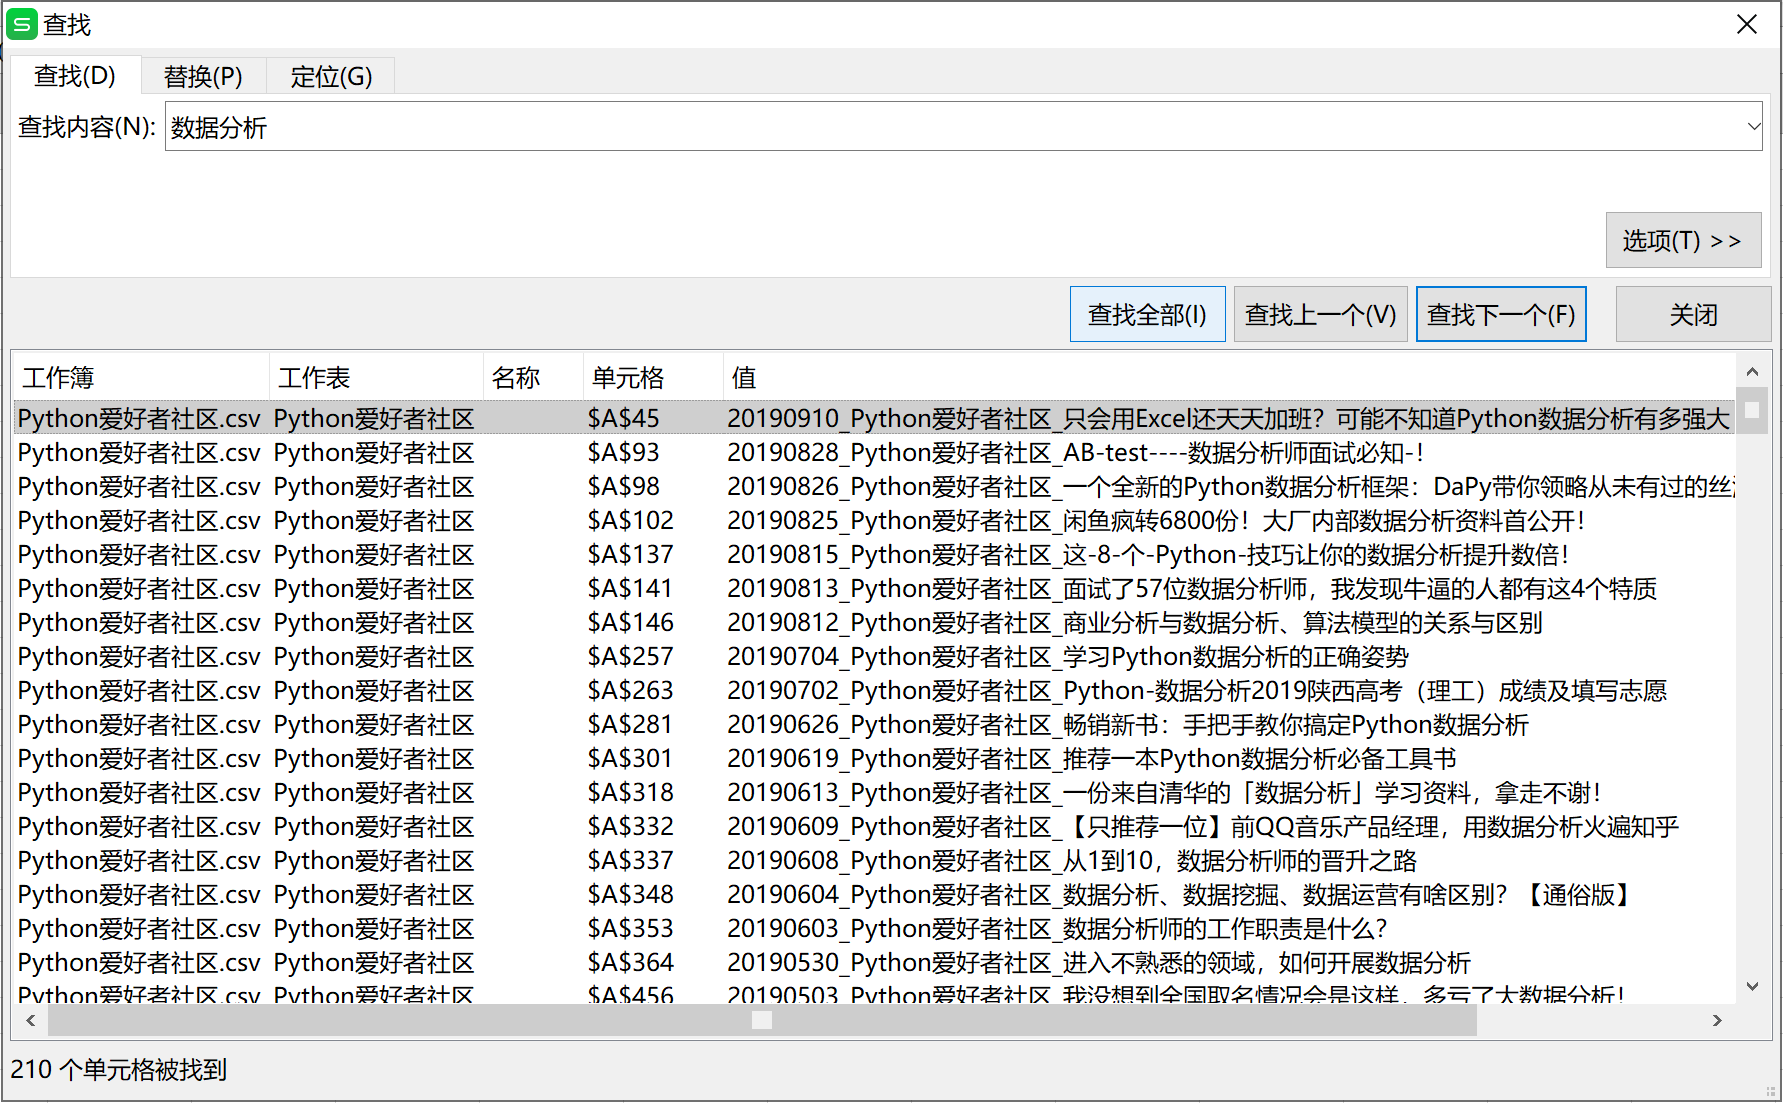 查找
查找(D) 替换(P) 定位(G)
查找内容(N): 数据分析
选项(T) >>
查找全部(I) 查找上一个(V) 查找下一个(F) 关闭
工作簿 工作表 名称 单元格 值
Python爱好者社区.csv Python爱好者社区 $A$45 20190910_Python爱好者社区_只会用Excel还天天加班？可能不知道Python数据分析有多强大
Python爱好者社区.csv Python爱好者社区 $A$93 20190828_Python爱好者社区_AB-test----数据分析师面试必知-！
Python爱好者社区.csv Python爱好者社区 $A$98 20190826_Python爱好者社区_一个全新的Python数据分析框架：DaPy带你领略从未有过的丝
Python爱好者社区.csv Python爱好者社区 $A$102 20190825_Python爱好者社区_闲鱼疯转6800份！大厂内部数据分析资料首公开！
Python爱好者社区.csv Python爱好者社区 $A$137 20190815_Python爱好者社区_这-8-个-Python-技巧让你的数据分析提升数倍！
Python爱好者社区.csv Python爱好者社区 $A$141 20190813_Python爱好者社区_面试了57位数据分析师，我发现牛逼的人都有这4个特质
Python爱好者社区.csv Python爱好者社区 $A$146 20190812_Python爱好者社区_商业分析与数据分析、算法模型的关系与区别
Python爱好者社区.csv Python爱好者社区 $A$257 20190704_Python爱好者社区_学习Python数据分析的正确姿势
Python爱好者社区.csv Python爱好者社区 $A$263 20190702_Python爱好者社区_Python-数据分析2019陕西高考（理工）成绩及填写志愿
Python爱好者社区.csv Python爱好者社区 $A$281 20190626_Python爱好者社区_畅销新书：手把手教你搞定Python数据分析
Python爱好者社区.csv Python爱好者社区 $A$301 20190619_Python爱好者社区_推荐一本Python数据分析必备工具书
Python爱好者社区.csv Python爱好者社区 $A$318 20190613_Python爱好者社区_一份来自清华的「数据分析」学习资料，拿走不谢！
Python爱好者社区.csv Python爱好者社区 $A$332 20190609_Python爱好者社区_【只推荐一位】前QQ音乐产品经理，用数据分析火遍知乎
Python爱好者社区.csv Python爱好者社区 $A$337 20190608_Python爱好者社区_从1到10，数据分析师的晋升之路
Python爱好者社区.csv Python爱好者社区 $A$348 20190604_Python爱好者社区_数据分析、数据挖掘、数据运营有啥区别？【通俗版】
Python爱好者社区.csv Python爱好者社区 $A$353 20190603_Python爱好者社区_数据分析师的工作职责是什么？
Python爱好者社区.csv Python爱好者社区 $A$364 20190530_Python爱好者社区_进入不熟悉的领域，如何开展数据分析
Python爱好者社区.csv Python爱好者社区 $A$456 20190503_Python爱好者社区_我没想到全国取名情况会是这样，多亏了大数据分析！
210 个单元格被找到